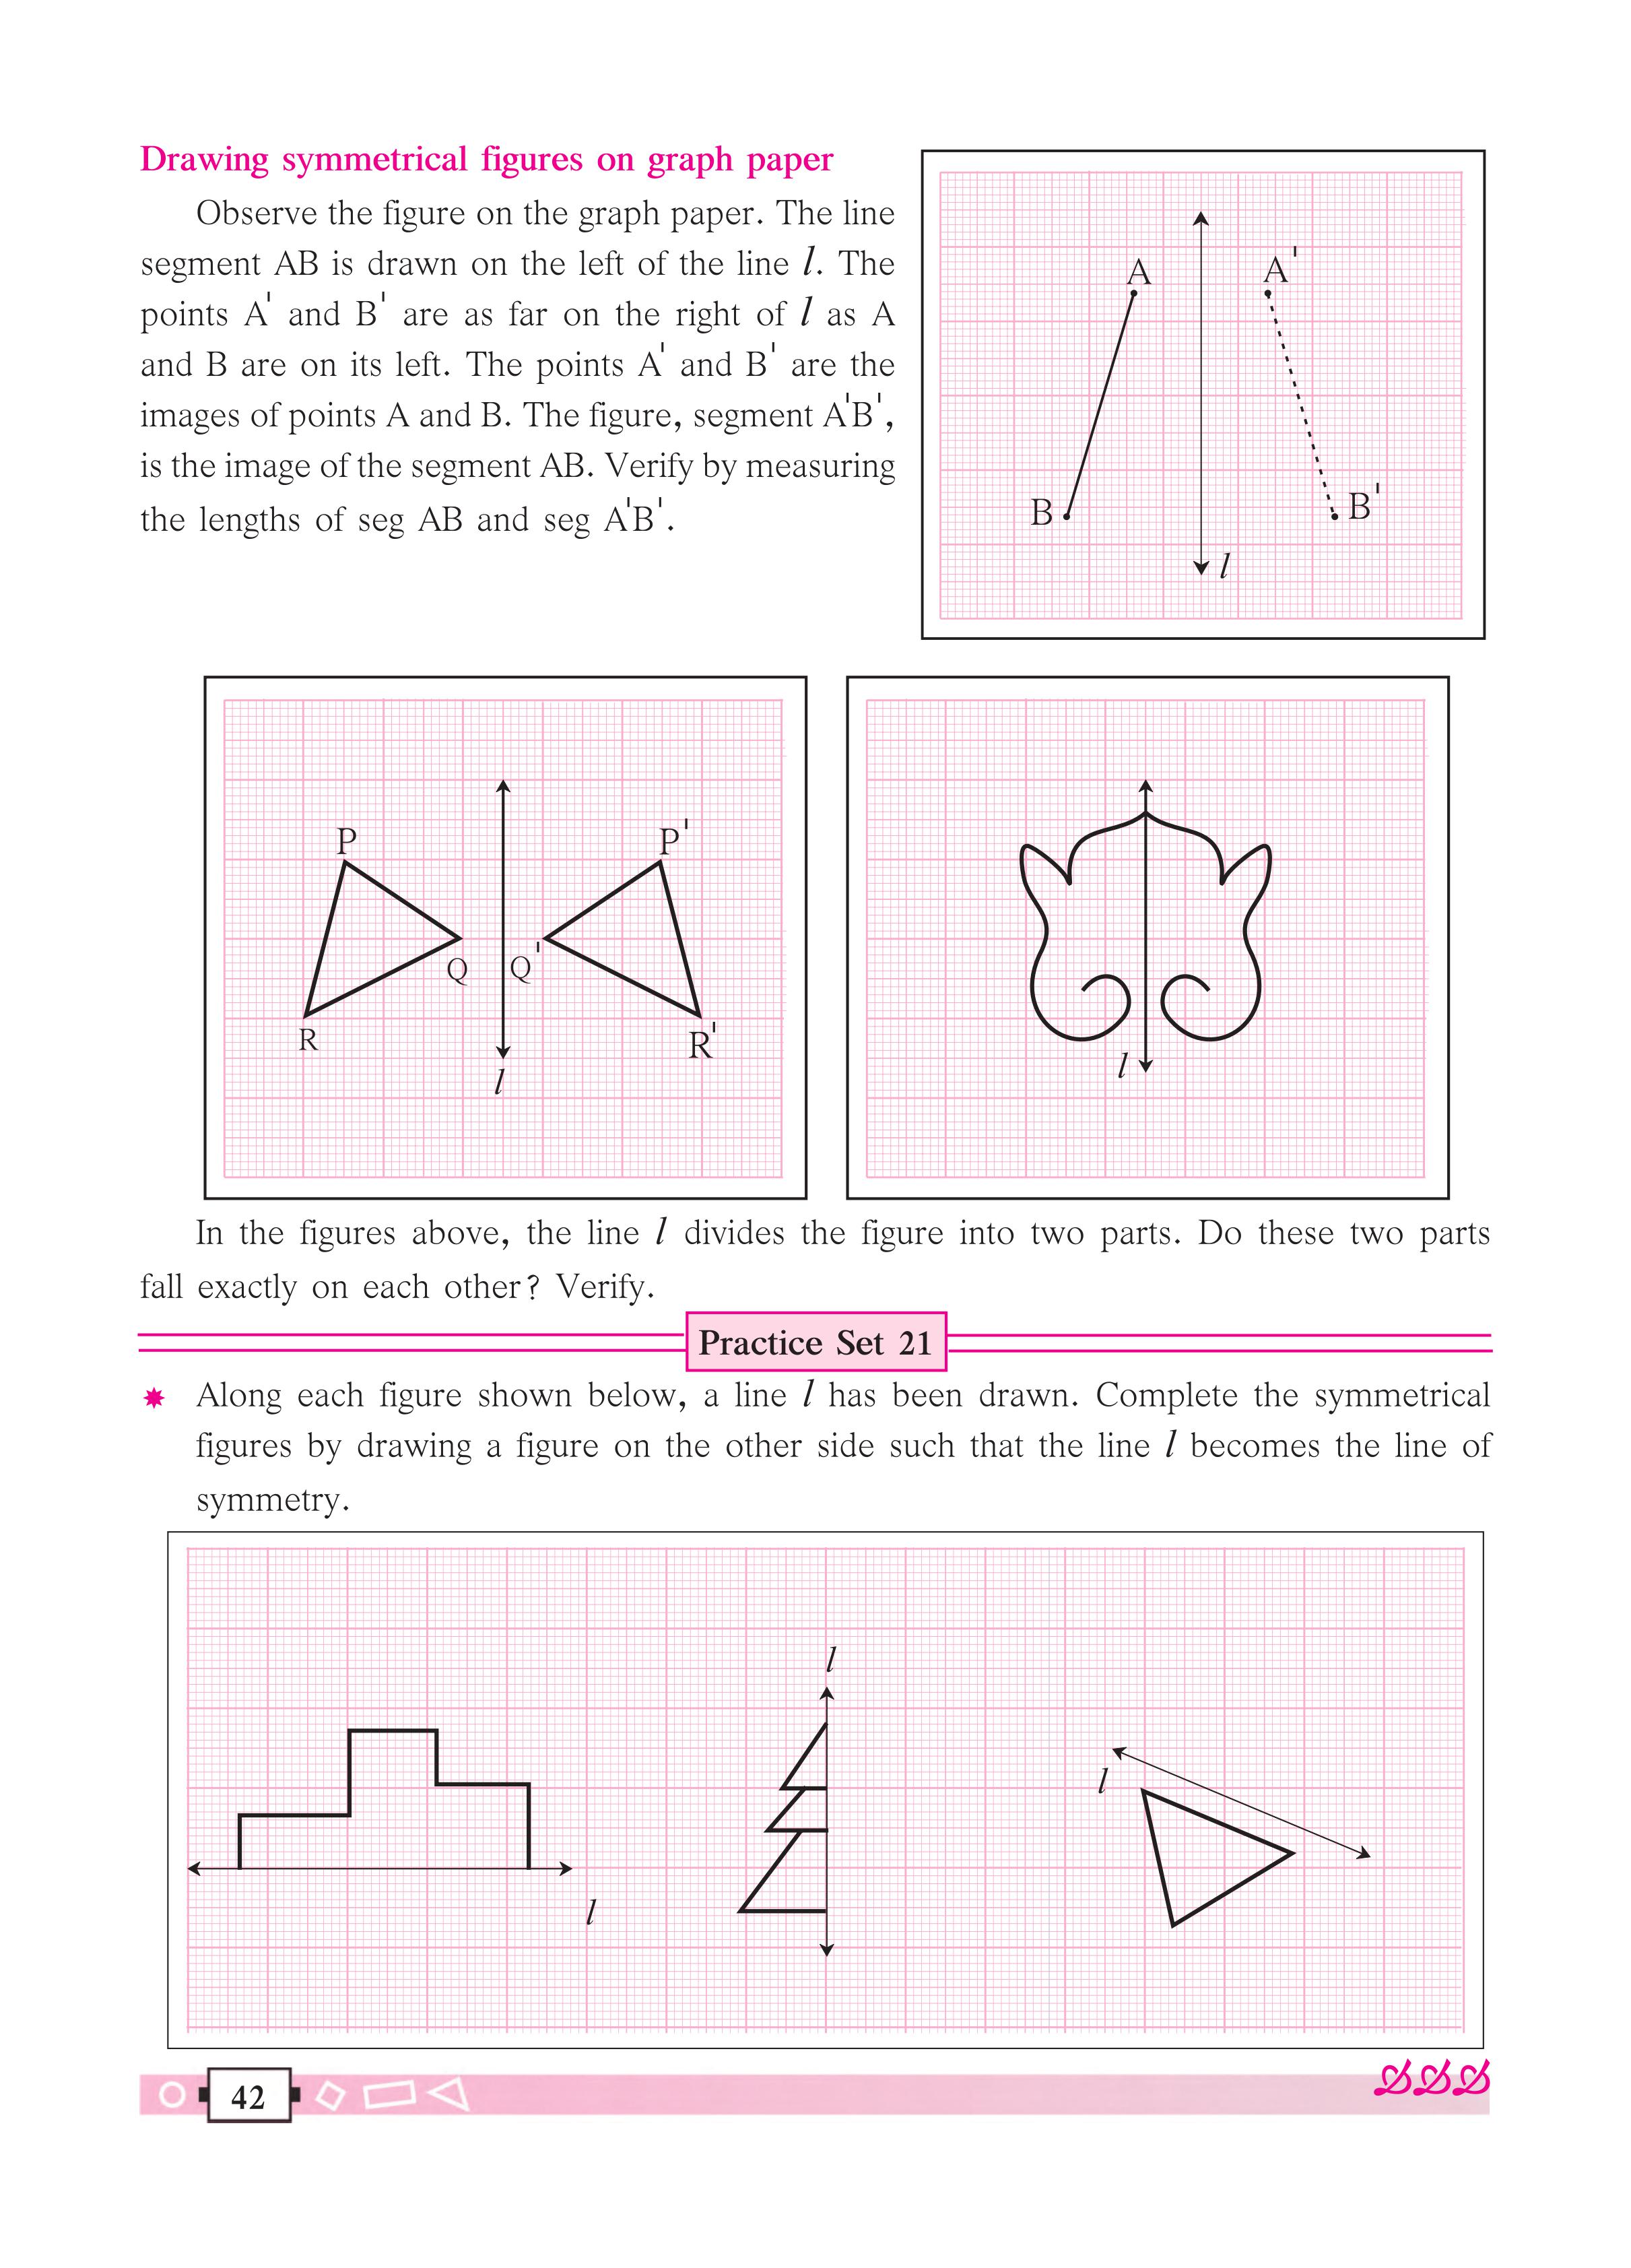 Drawing symmetrical figures on graph paper
Observe the figure on the graph paper. The line
segment AB is drawn on the left of the line l. The
points A' and B' are as far on the right of l as A
and B are on its left. The points A' and B' are the
images of points A and B. The figure, segment A'B',
is the image of the segment AB. Verify by measuring
the lengths of seg AB and seg A'B'.
A
A'
B
B'
l
P
P'
Q
Q'
R
R'
l
l
In the figures above, the line l divides the figure into two parts. Do these two parts
fall exactly on each other? Verify.
Practice Set 21
Along each figure shown below, a line l has been drawn. Complete the symmetrical
figures by drawing a figure on the other side such that the line l becomes the line of
symmetry.
l
l
l
42